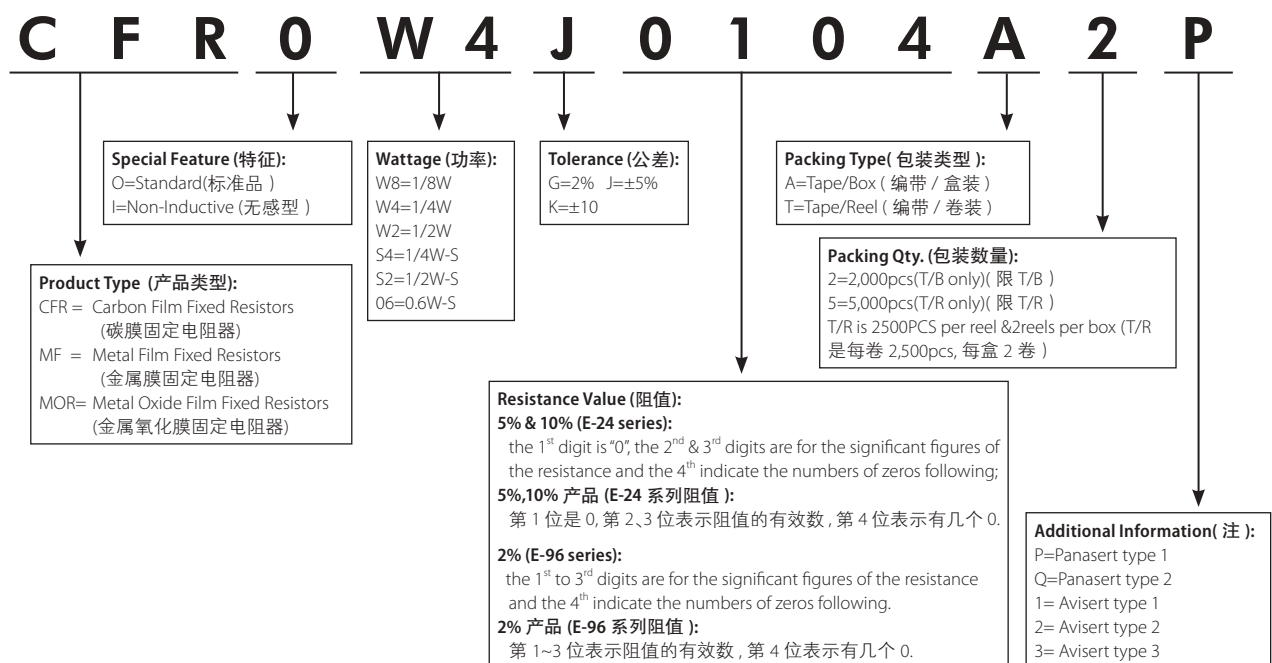 C F R 0 W 4 J 0 1 0 4 A 2 P
Special Feature (特征):
O=Standard(标准品 )
I=Non-Inductive (无感型 )
Wattage (功率):
W8=1/8W
W4=1/4W
W2=1/2W
S4=1/4W-S
S2=1/2W-S
06=0.6W-S
Tolerance (公差):
G=2% J=±5%
K=±10
Packing Type( 包装类型 ):
A=Tape/Box ( 编带 / 盒装 )
T=Tape/Reel ( 编带 / 卷装 )
Packing Qty. (包装数量):
2=2,000pcs(T/B only)( 限 T/B )
5=5,000pcs(T/R only)( 限 T/R )
T/R is 2500PCS per reel &2reels per box (T/R
是每卷 2,500pcs, 每盒 2 卷 )
Product Type (产品类型):
CFR = Carbon Film Fixed Resistors
(碳膜固定电阻器)
MF = Metal Film Fixed Resistors
(金属膜固定电阻器)
MOR= Metal Oxide Film Fixed Resistors
(金属氧化膜固定电阻器)
Resistance Value (阻值):
5% & 10% (E-24 series):
the 1st digit is "0", the 2nd & 3rd digits are for the significant figures of
the resistance and the 4th indicate the numbers of zeros following;
5%,10% 产品 (E-24 系列阻值 ):
第 1 位是 0, 第 2、3 位表示阻值的有效数 , 第 4 位表示有几个 0.
2% (E-96 series):
the 1st to 3rd digits are for the significant figures of the resistance
and the 4th indicate the numbers of zeros following.
2% 产品 (E-96 系列阻值 ):
第 1~3 位表示阻值的有效数 , 第 4 位表示有几个 0.
Additional Information( 注 ):
P=Panasert type 1
Q=Panasert type 2
1= Avisert type 1
2= Avisert type 2
3= Avisert type 3